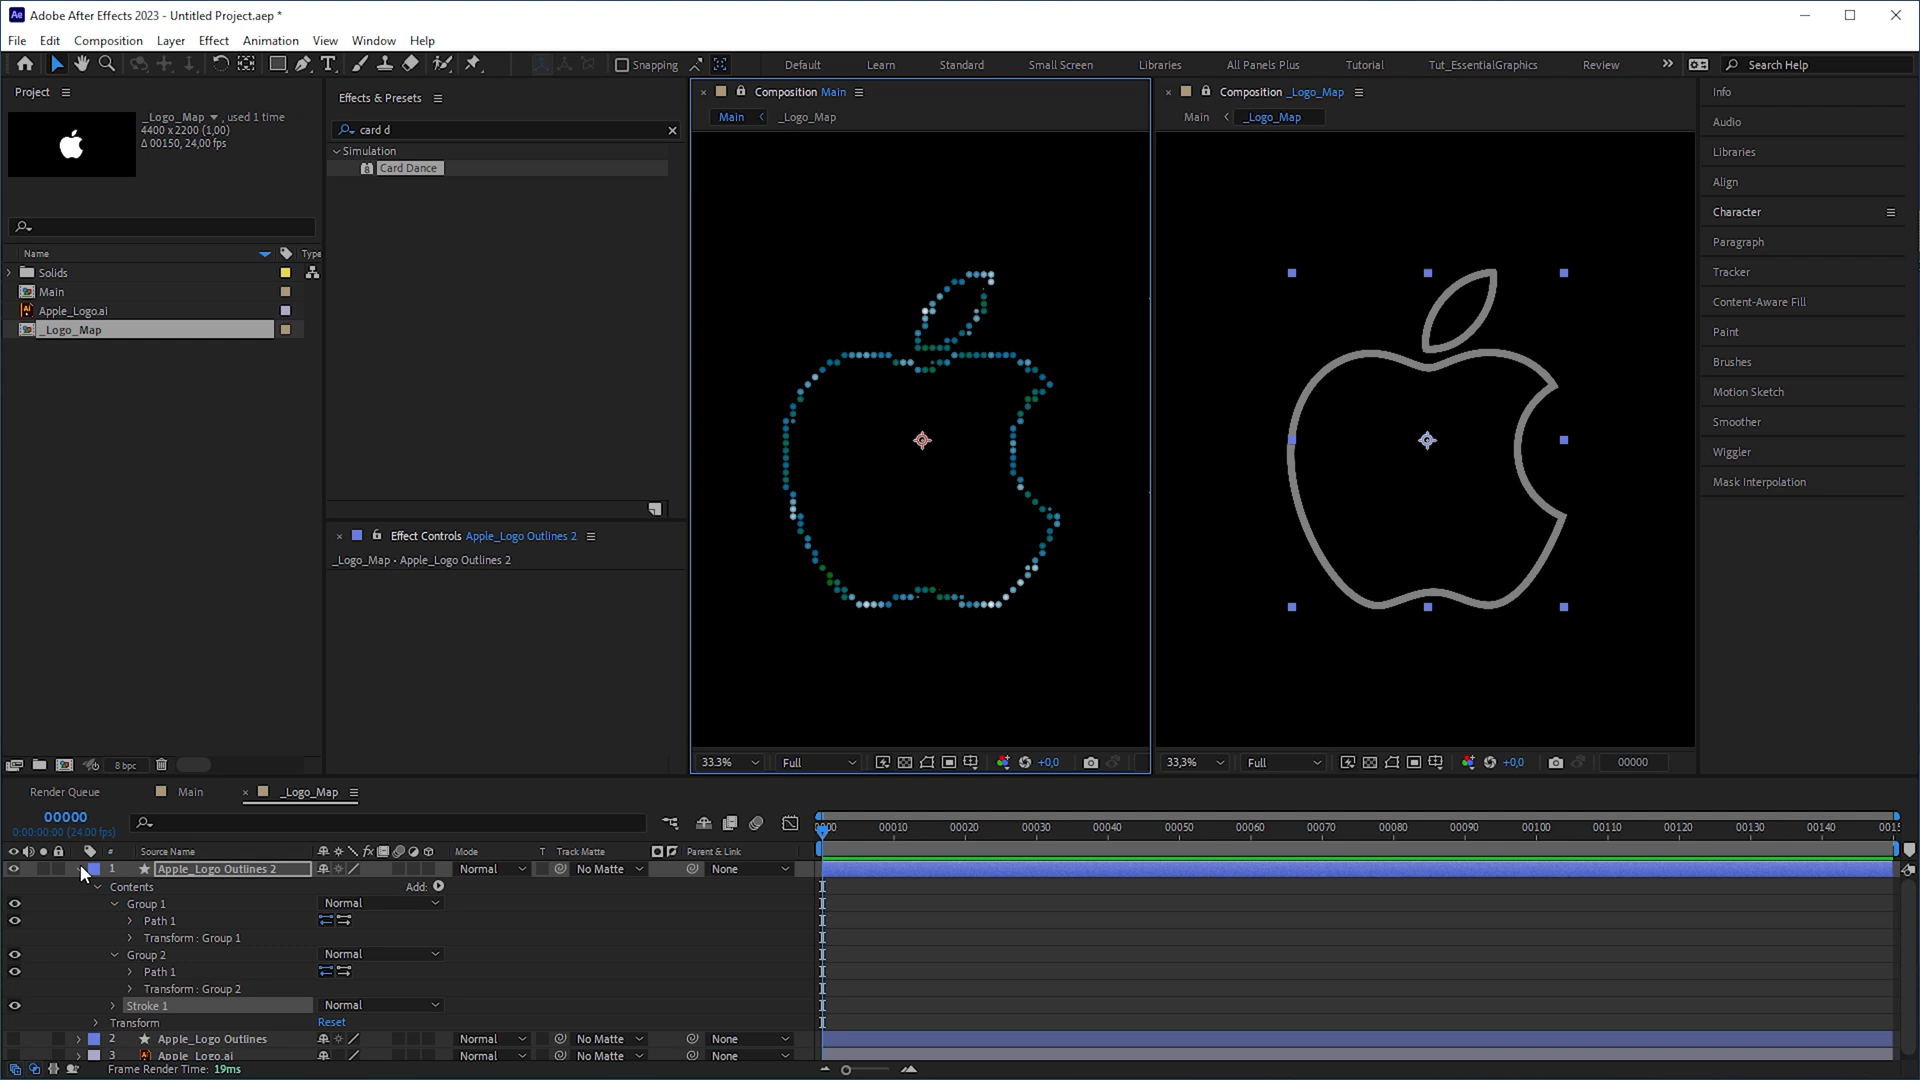 Adobe After Effects 2023 - Untitled Project.aep *
File Edit Composition Layer Effect Animation View Window Help
Snapping Default Learn Standard Small Screen Libraries All Panels Plus Tutorial Tut_EssentialGraphics Review Search Help
Project
_Logo_Map , used 1 time
4400 x 2200 (1,00)
Δ 00150, 24,00 fps
Name Type
Solids
Main
Apple_Logo.ai
_Logo_Map
8 bpc
Effects & Presets
card d
Simulation
Card Dance
Effect Controls Apple_Logo Outlines 2
_Logo_Map • Apple_Logo Outlines 2
Composition Main
Main _Logo_Map
33.3% Full +0,0
Composition _Logo_Map
Main _Logo_Map
33,3% Full +0,0 00000
Info
Audio
Libraries
Align
Character
Paragraph
Tracker
Content-Aware Fill
Paint
Brushes
Motion Sketch
Smoother
Wiggler
Mask Interpolation
Render Queue Main _Logo_Map
00000
0:00:00:00 (24.00 fps)
00010 00020 00030 00040 00050 00060 00070 00080 00090 00100 00110 00120 00130 00140
# Source Name fx Mode T Track Matte Parent & Link
1 Apple_Logo Outlines 2 Normal No Matte None
Contents Add:
Group 1 Normal
Path 1
Transform : Group 1
Group 2 Normal
Path 1
Transform : Group 2
Stroke 1 Normal
Transform Reset
2 Apple_Logo Outlines Normal No Matte None
3 Apple_Logo.ai Normal No Matte None
Frame Render Time: 19ms